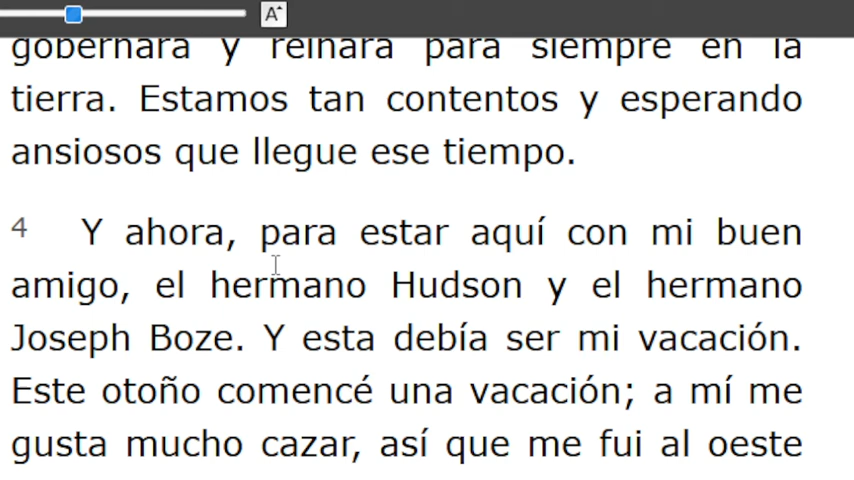 A
gobernará y reinará para siempre en la
tierra. Estamos tan contentos y esperando
ansiosos que llegue ese tiempo.
4 Y ahora, para estar aquí con mi buen
amigo, el hermano Hudson y el hermano
Joseph Boze. Y esta debía ser mi vacación.
Este otoño comencé una vacación; a mí me
gusta mucho cazar, así que me fui al oeste